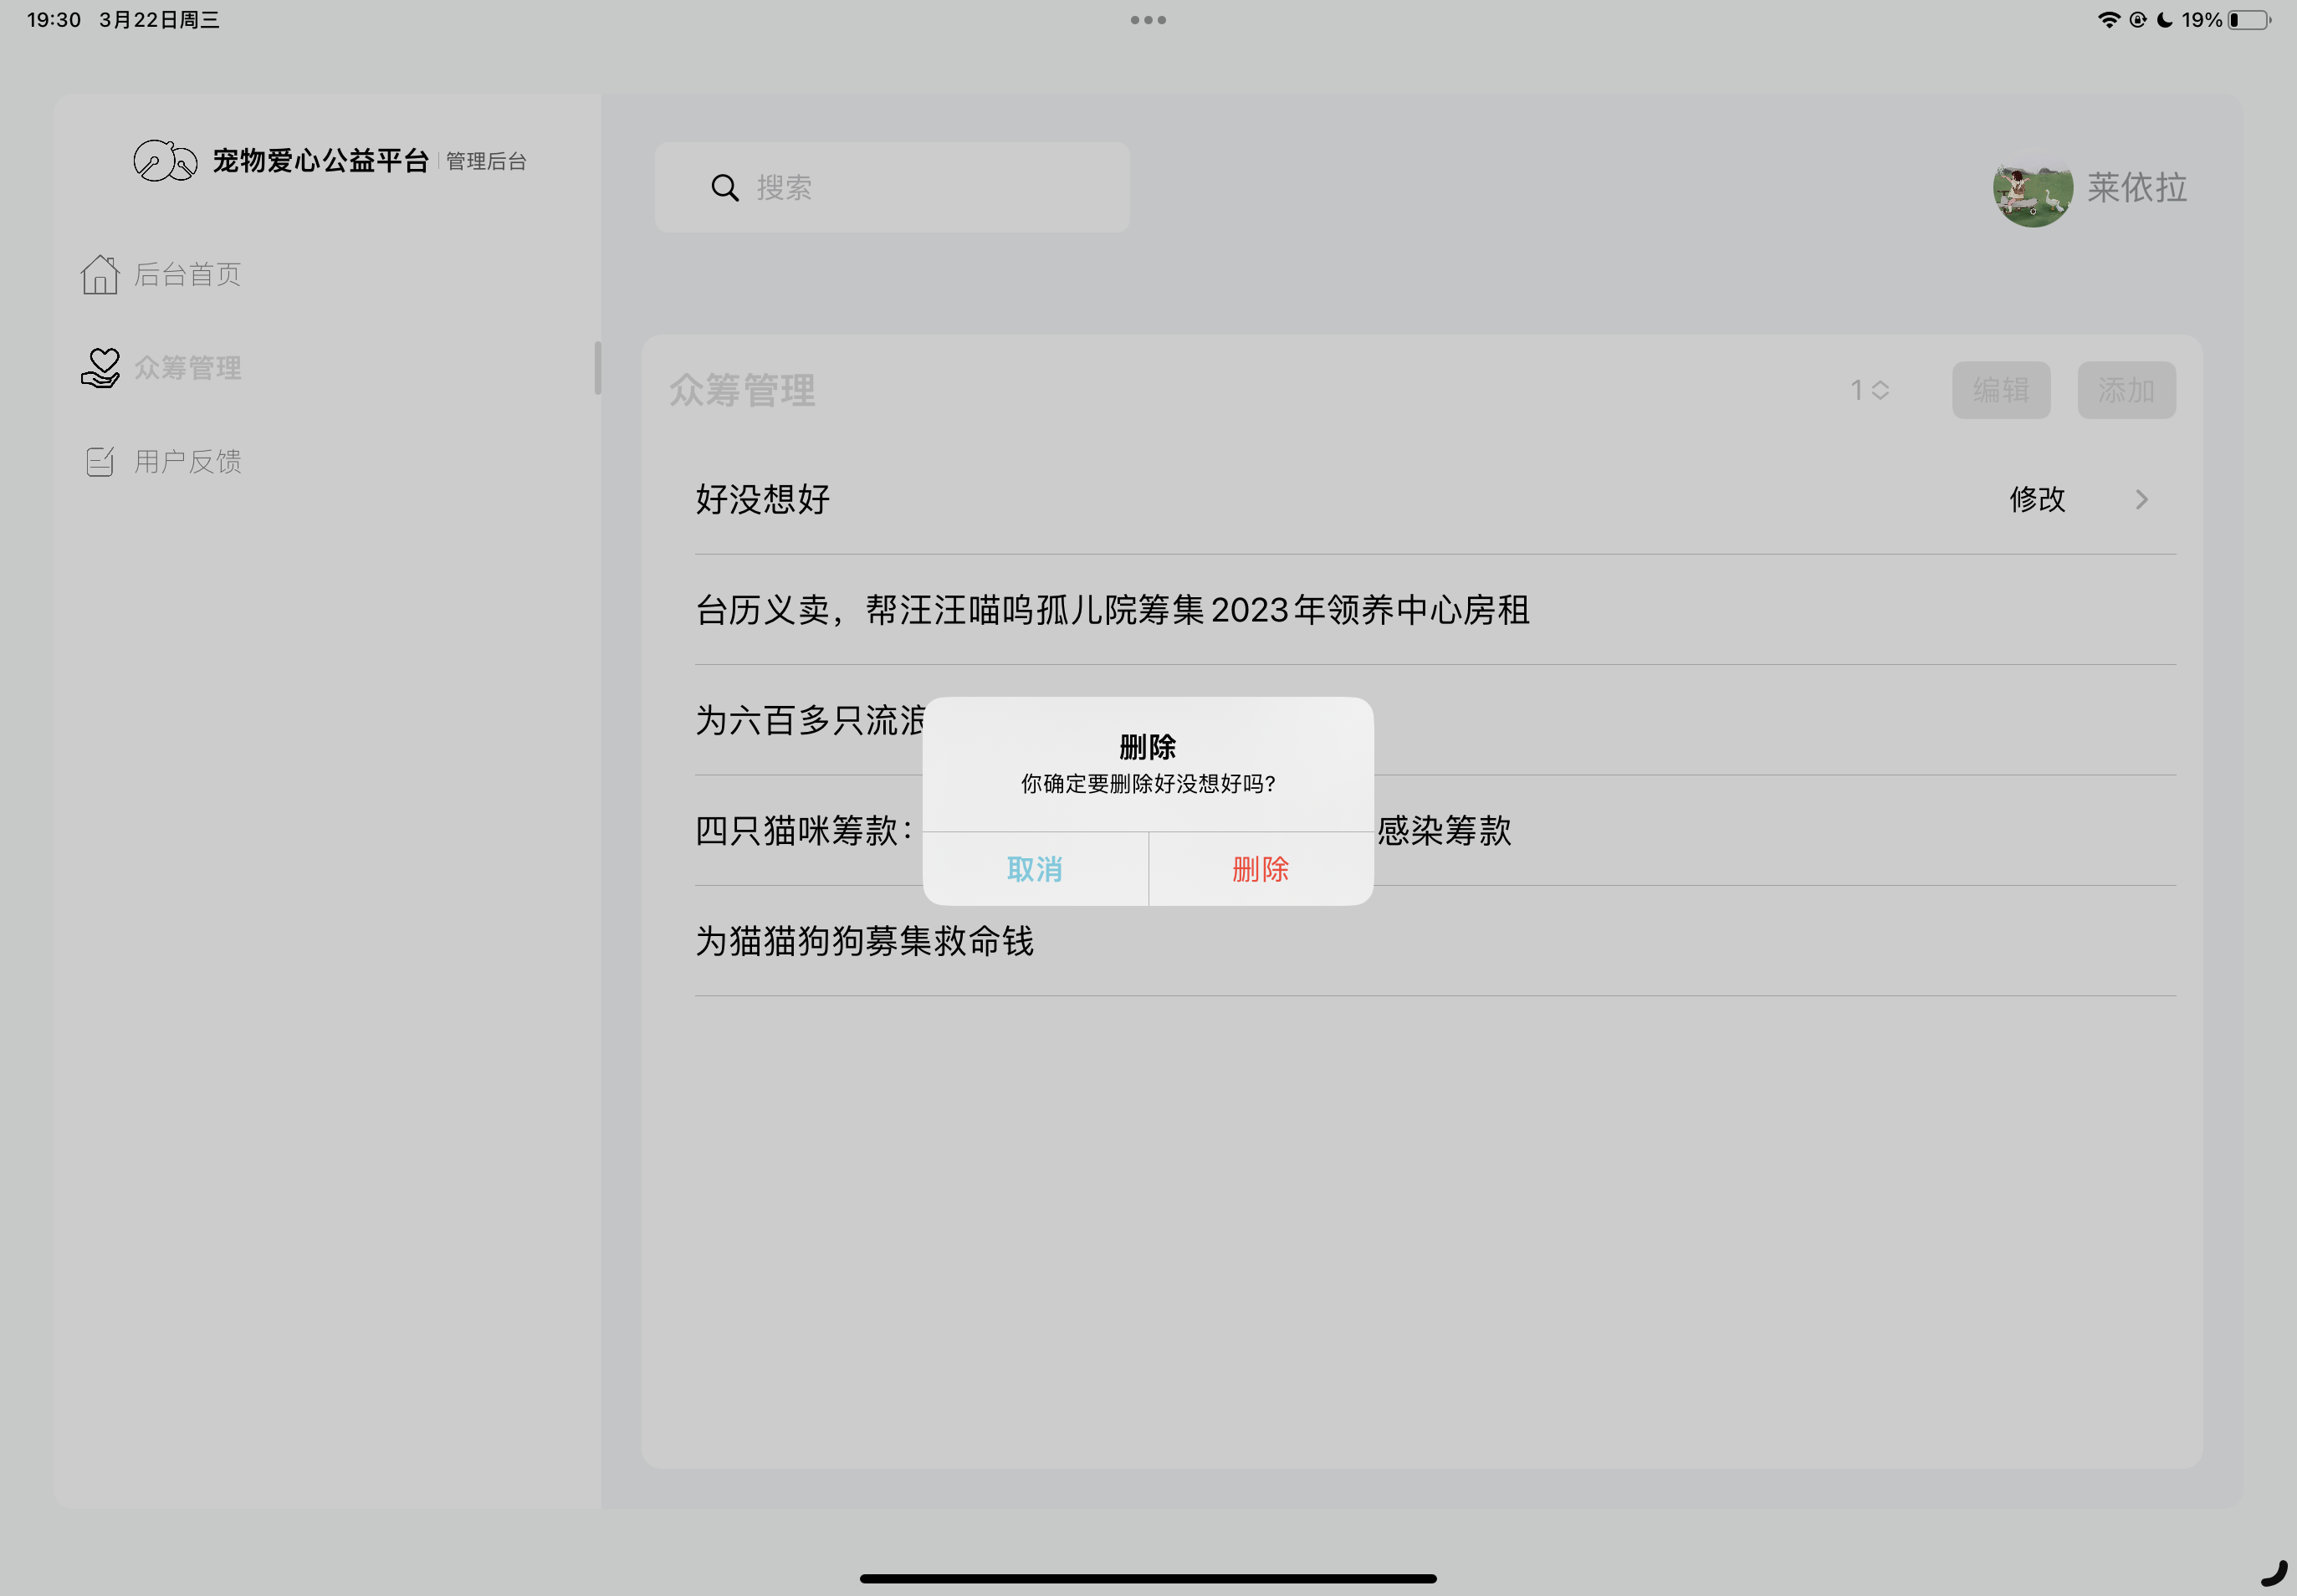 19:30 3月22日周三
19%
宠物爱心公益平台 管理后台
后台首页
众筹管理
用户反馈
搜索
莱依拉
众筹管理
1
编辑
添加
好没想好
修改
台历义卖，帮汪汪喵呜孤儿院筹集2023年领养中心房租
为六百多只流浪
四只猫咪筹款：
感染筹款
为猫猫狗狗募集救命钱
删除
你确定要删除好没想好吗?
取消
删除